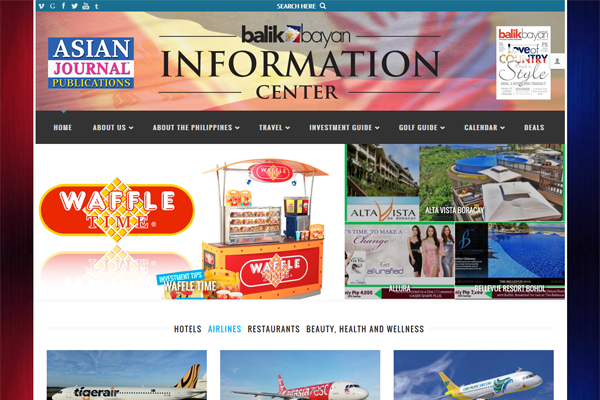 SEARCH HERE
ASIAN
JOURNAL
PUBLICATIONS
balikbayan
INFORMATION
CENTER
balikbayan
Love of
COUNTRY
Style
HOME ABOUT US ABOUT THE PHILIPPINES TRAVEL INVESTMENT GUIDE GOLF GUIDE CALENDAR DEALS
WAFFLE
TIME
WAFFLE
TIME
WAFFLE
INVESTMENT TIPS
WAFFLE TIME
ALTA VISTA
DE BORACAY
ALTA VISTA BORACAY
IT'S TIME TO MAKE A
Change
allurafied
ALLURA
BELLEVUE RESORT BOHOL
HOTELS AIRLINES RESTAURANTS BEAUTY, HEALTH AND WELLNESS
tigerair
AirAsia zest